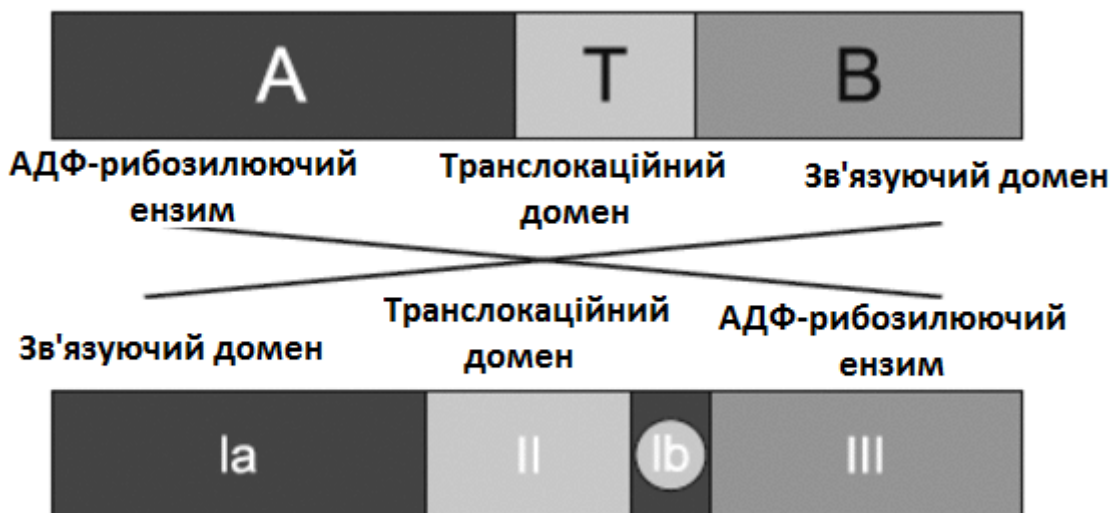 A T B
АДФ-рибозилюючий
ензим
Транслокаційний
домен
Зв'язуючий домен
Зв'язуючий домен
Транслокаційний
домен
АДФ-рибозилюючий
ензим
Ia II Ib III